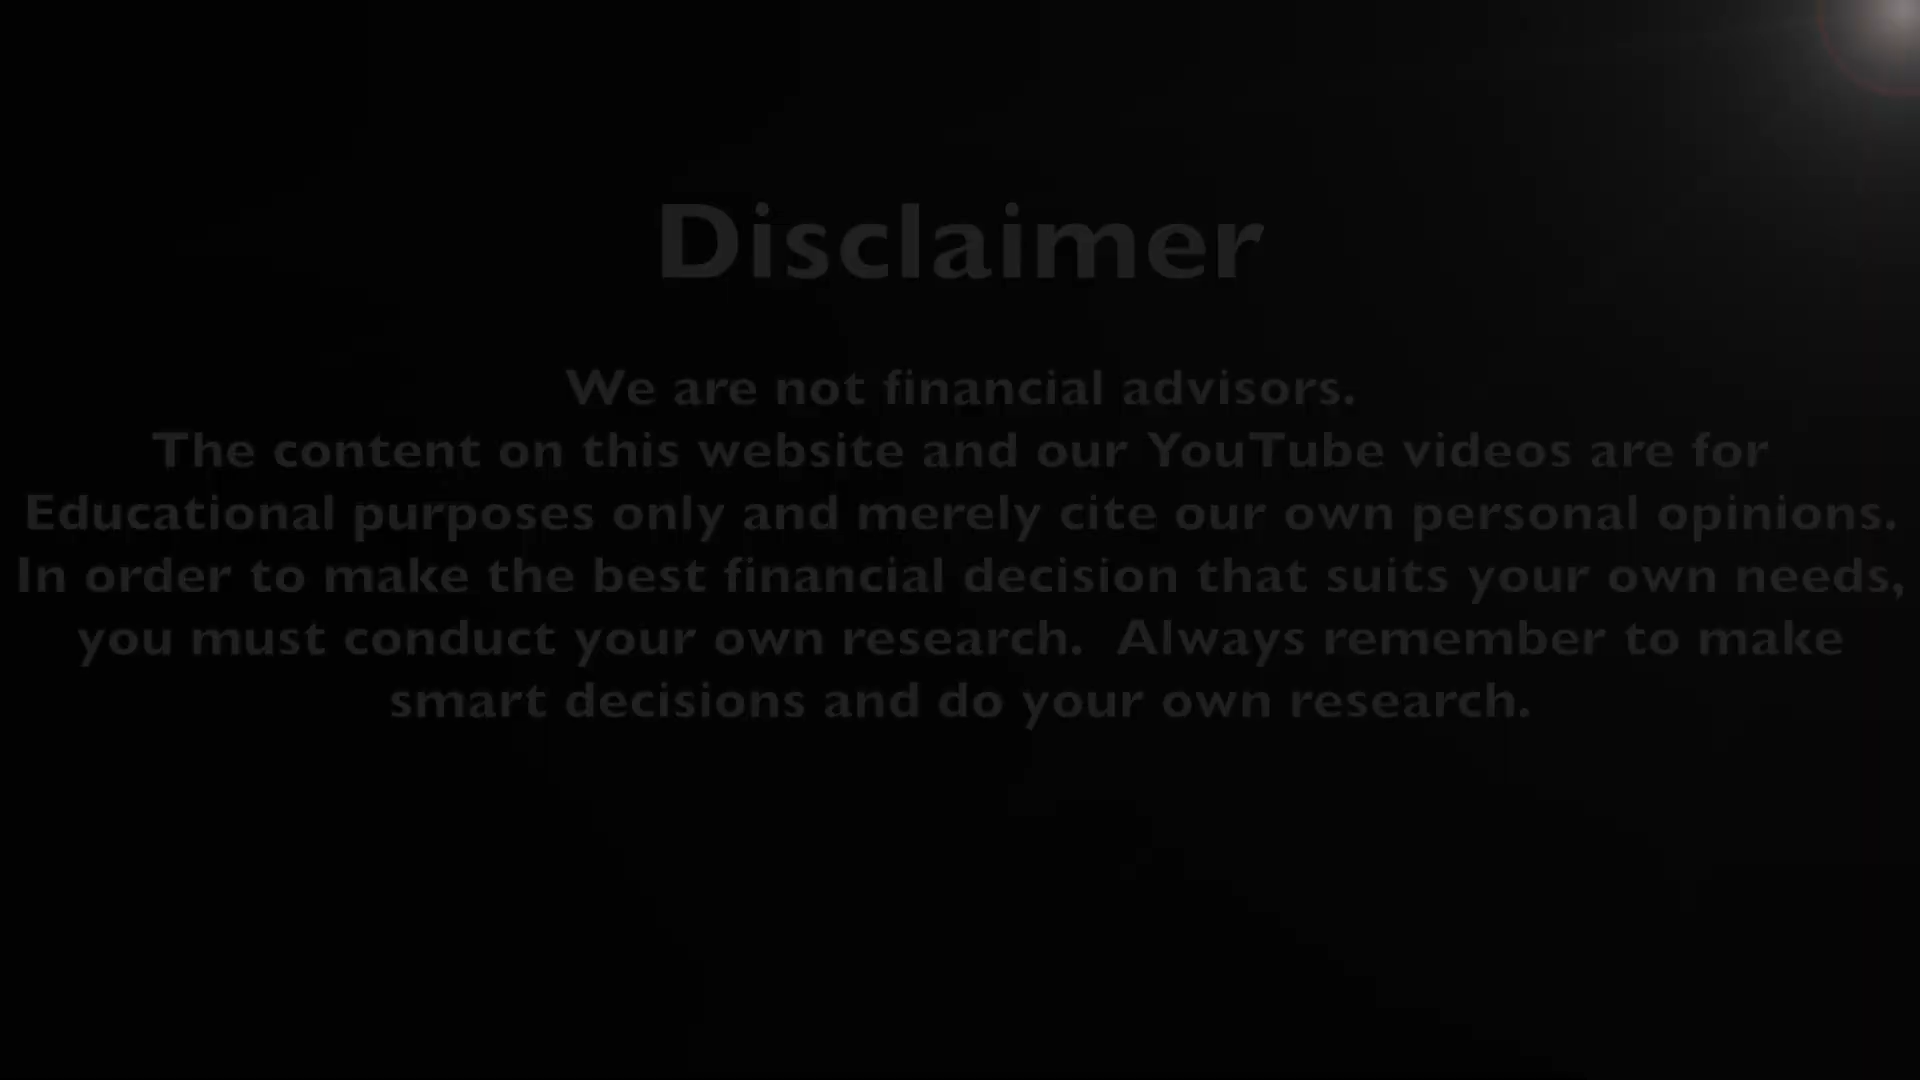 Disclaimer
We are not financial advisors.
The content on this website and our YouTube videos are for
Educational purposes only and merely cite our own personal opinions.
In order to make the best financial decision that suits your own needs,
you must conduct your own research.  Always remember to make
smart decisions and do your own research.